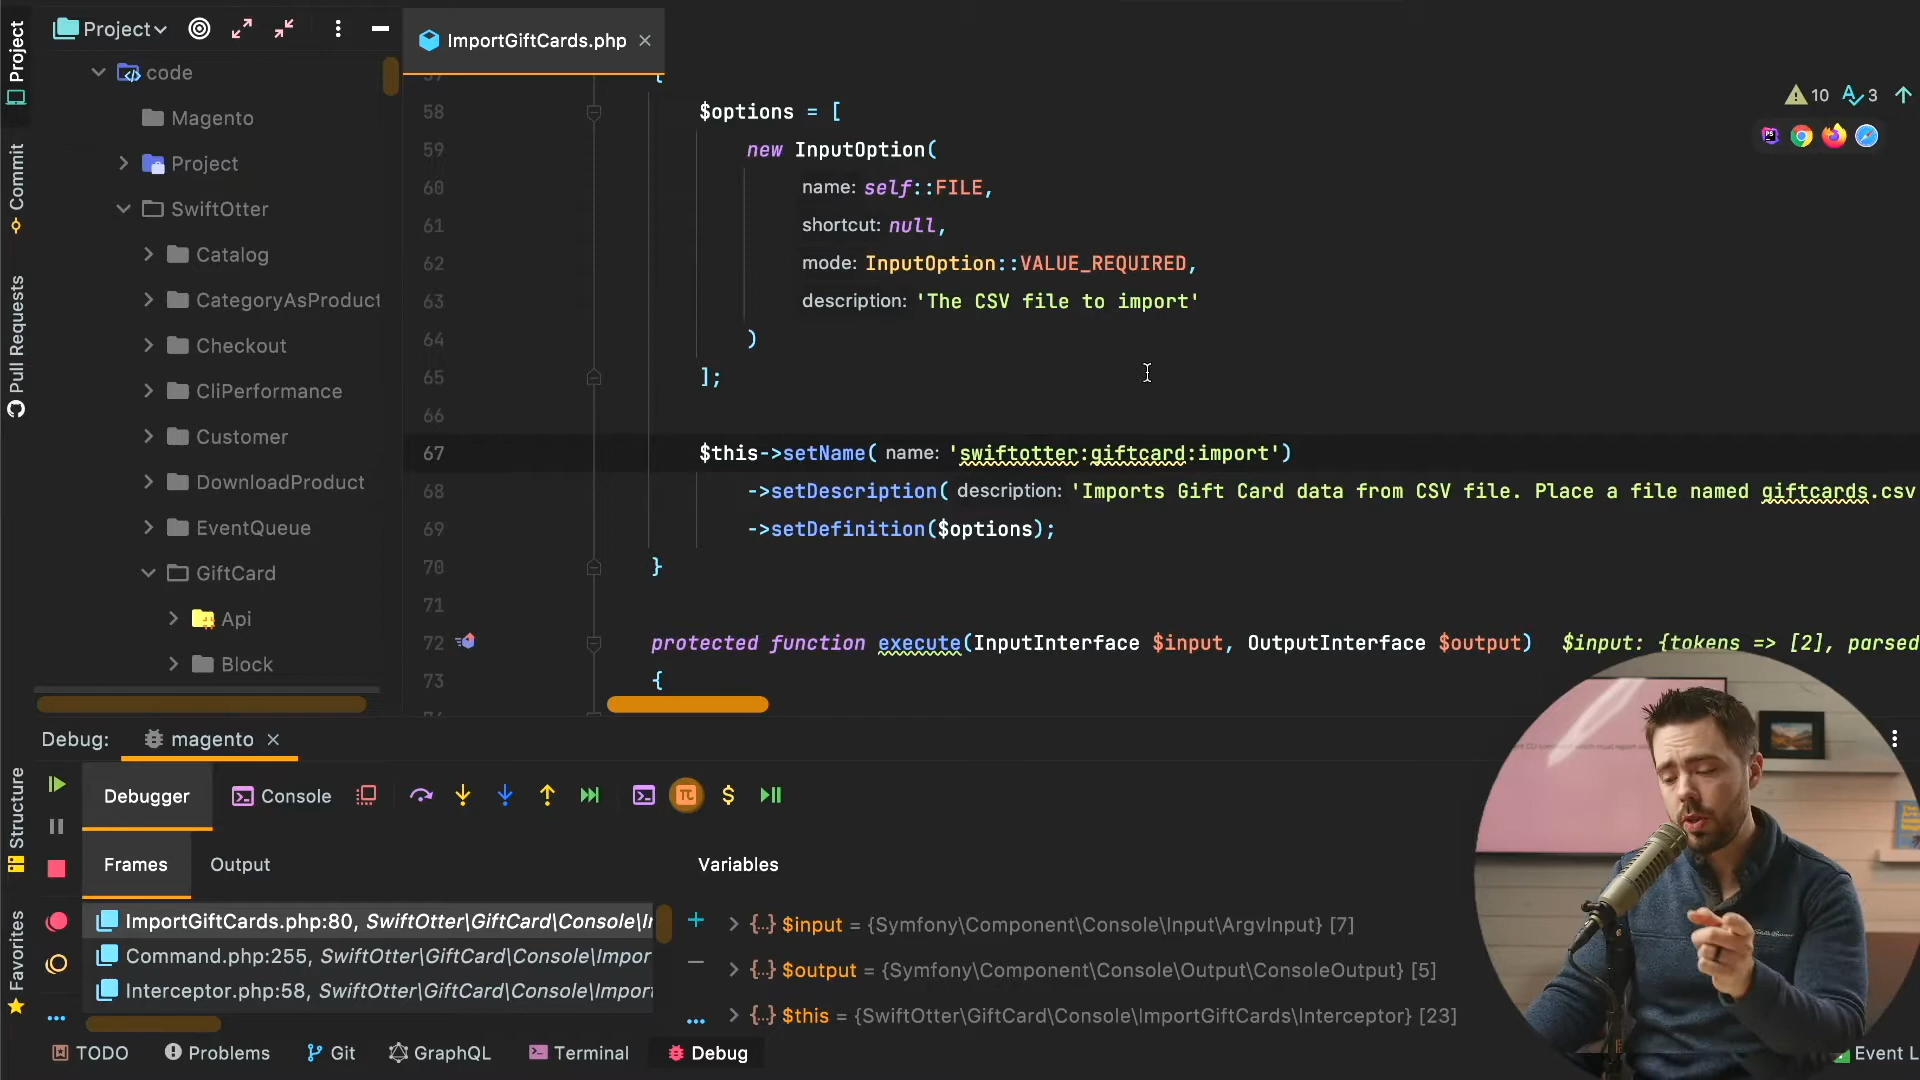 Project
ImportGiftCards.php
Project
Commit
Pull Requests
Structure
Favorites
code
Magento
Project
SwiftOtter
Catalog
CategoryAsProduct
Checkout
CliPerformance
Customer
DownloadProduct
EventQueue
GiftCard
Api
Block
10 3
57 {
58 $options = [
59 new InputOption(
60 name: self::FILE,
61 shortcut: null,
62 mode: InputOption::VALUE_REQUIRED,
63 description: 'The CSV file to import'
64 )
65 ];
66
67 $this->setName( name: 'swiftotter:giftcard:import')
68 ->setDescription( description: 'Imports Gift Card data from CSV file. Place a file named giftcards.csv
69 ->setDefinition($options);
70 }
71
72 protected function execute(InputInterface $input, OutputInterface $output) $input: {tokens => [2], parsed
73 {
Debug: magento
Debugger Console
Frames Output
Variables
ImportGiftCards.php:80, SwiftOtter\GiftCard\Console\Ir
Command.php:255, SwiftOtter\GiftCard\Console\Impor
Interceptor.php:58, SwiftOtter\GiftCard\Console\Import
{...} $input = {Symfony\Component\Console\Input\ArgvInput} [7]
{...} $output = {Symfony\Component\Console\Output\ConsoleOutput} [5]
{...} $this = {SwiftOtter\GiftCard\Console\ImportGiftCards\Interceptor} [23]
TODO Problems Git GraphQL Terminal Debug Event L